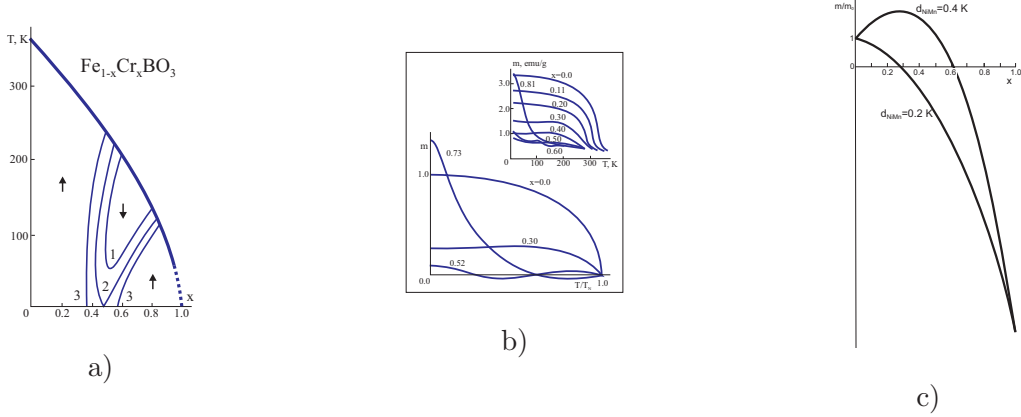 T, K
Fe1-xCrxBO3
300
200
100
1
2
3
3
x
0
0.2
0.4
0.6
0.8
1.0
a)
m, emu/g
x=0.0
0.81
0.11
3.0
0.20
0.30
0.40
1.0
0.50
0.60
100
200
300
T, K
m
0.73
1.0
x=0.0
0.30
0.52
0.0
T/TN
1.0
b)
m/m0
dNiMn=0.4 K
1
0
0.2
0.4
0.6
0.8
1.0
x
dNiMn=0.2 K
c)